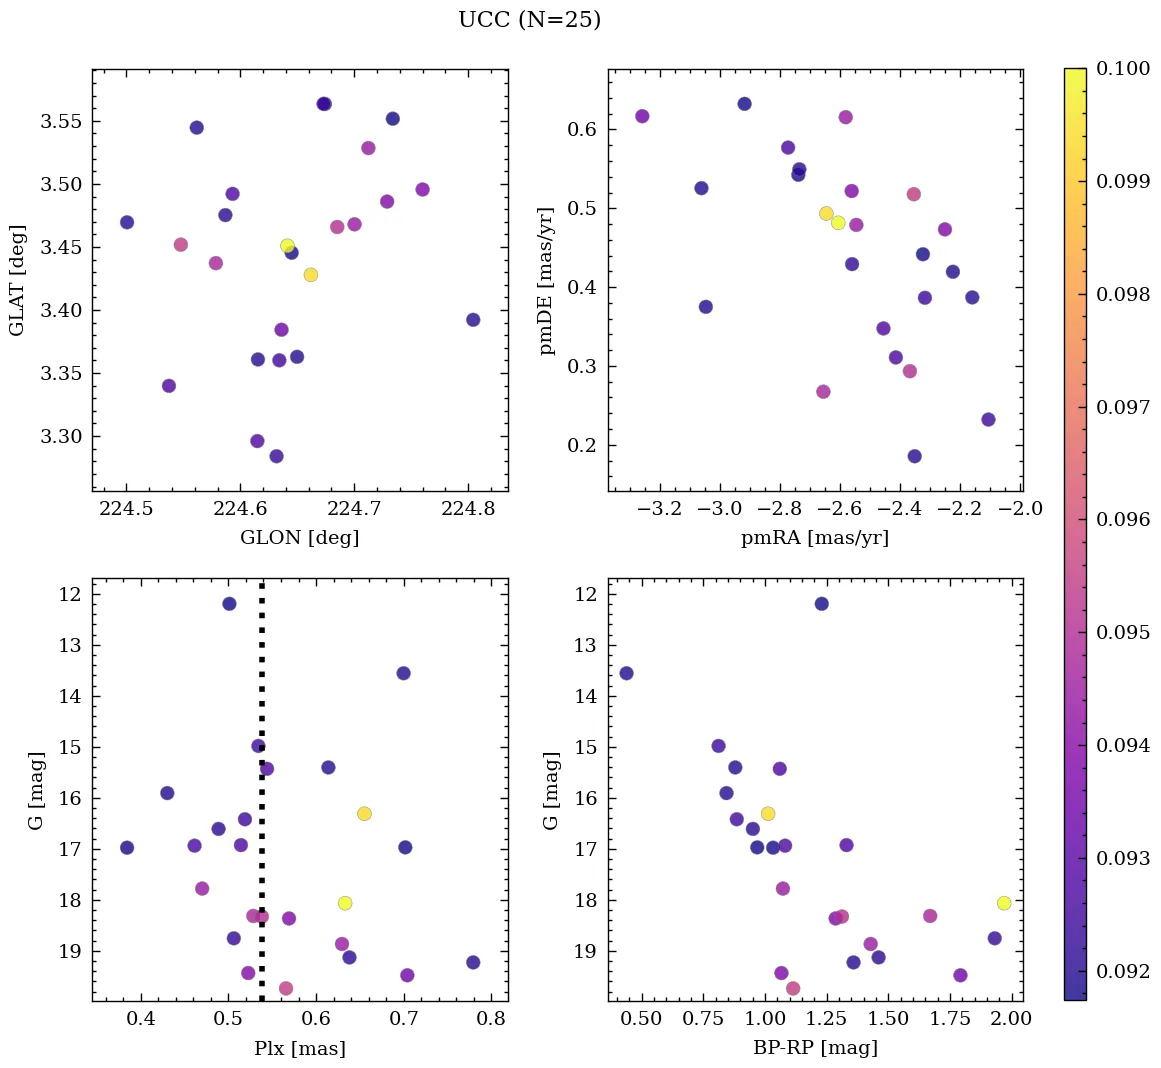 UCC (N=25)
3.55
3.50
3.45
3.40
3.35
3.30
GLAT [deg]
224.5 224.6 224.7 224.8
GLON [deg]
0.6
0.5
0.4
0.3
0.2
pmDE [mas/yr]
−3.2 −3.0 −2.8 −2.6 −2.4 −2.2 −2.0
pmRA [mas/yr]
12
13
14
15
16
17
18
19
G [mag]
0.4 0.5 0.6 0.7 0.8
Plx [mas]
12
13
14
15
16
17
18
19
G [mag]
0.50 0.75 1.00 1.25 1.50 1.75 2.00
BP-RP [mag]
0.100
0.099
0.098
0.097
0.096
0.095
0.094
0.093
0.092